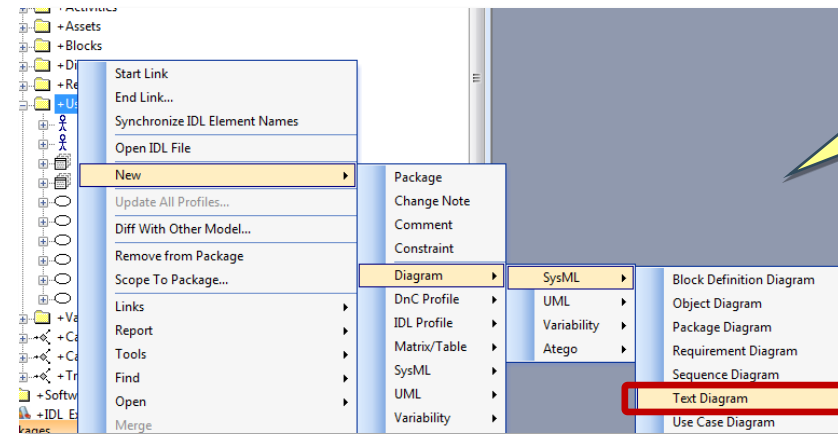 +Activities
+Assets
+Blocks
+Di
+Re
+Us
+Va
+Ca
+Ca
+Tr
+Softw
+IDL Ex
kages
Start Link
End Link...
Synchronize IDL Element Names
Open IDL File
New
Update All Profiles...
Diff With Other Model...
Remove from Package
Scope To Package...
Links
Report
Tools
Find
Open
Merge
Package
Change Note
Comment
Constraint
Diagram
DnC Profile
IDL Profile
Matrix/Table
SysML
UML
Variability
SysML
UML
Variability
Atego
Block Definition Diagram
Object Diagram
Package Diagram
Requirement Diagram
Sequence Diagram
Text Diagram
Use Case Diagram